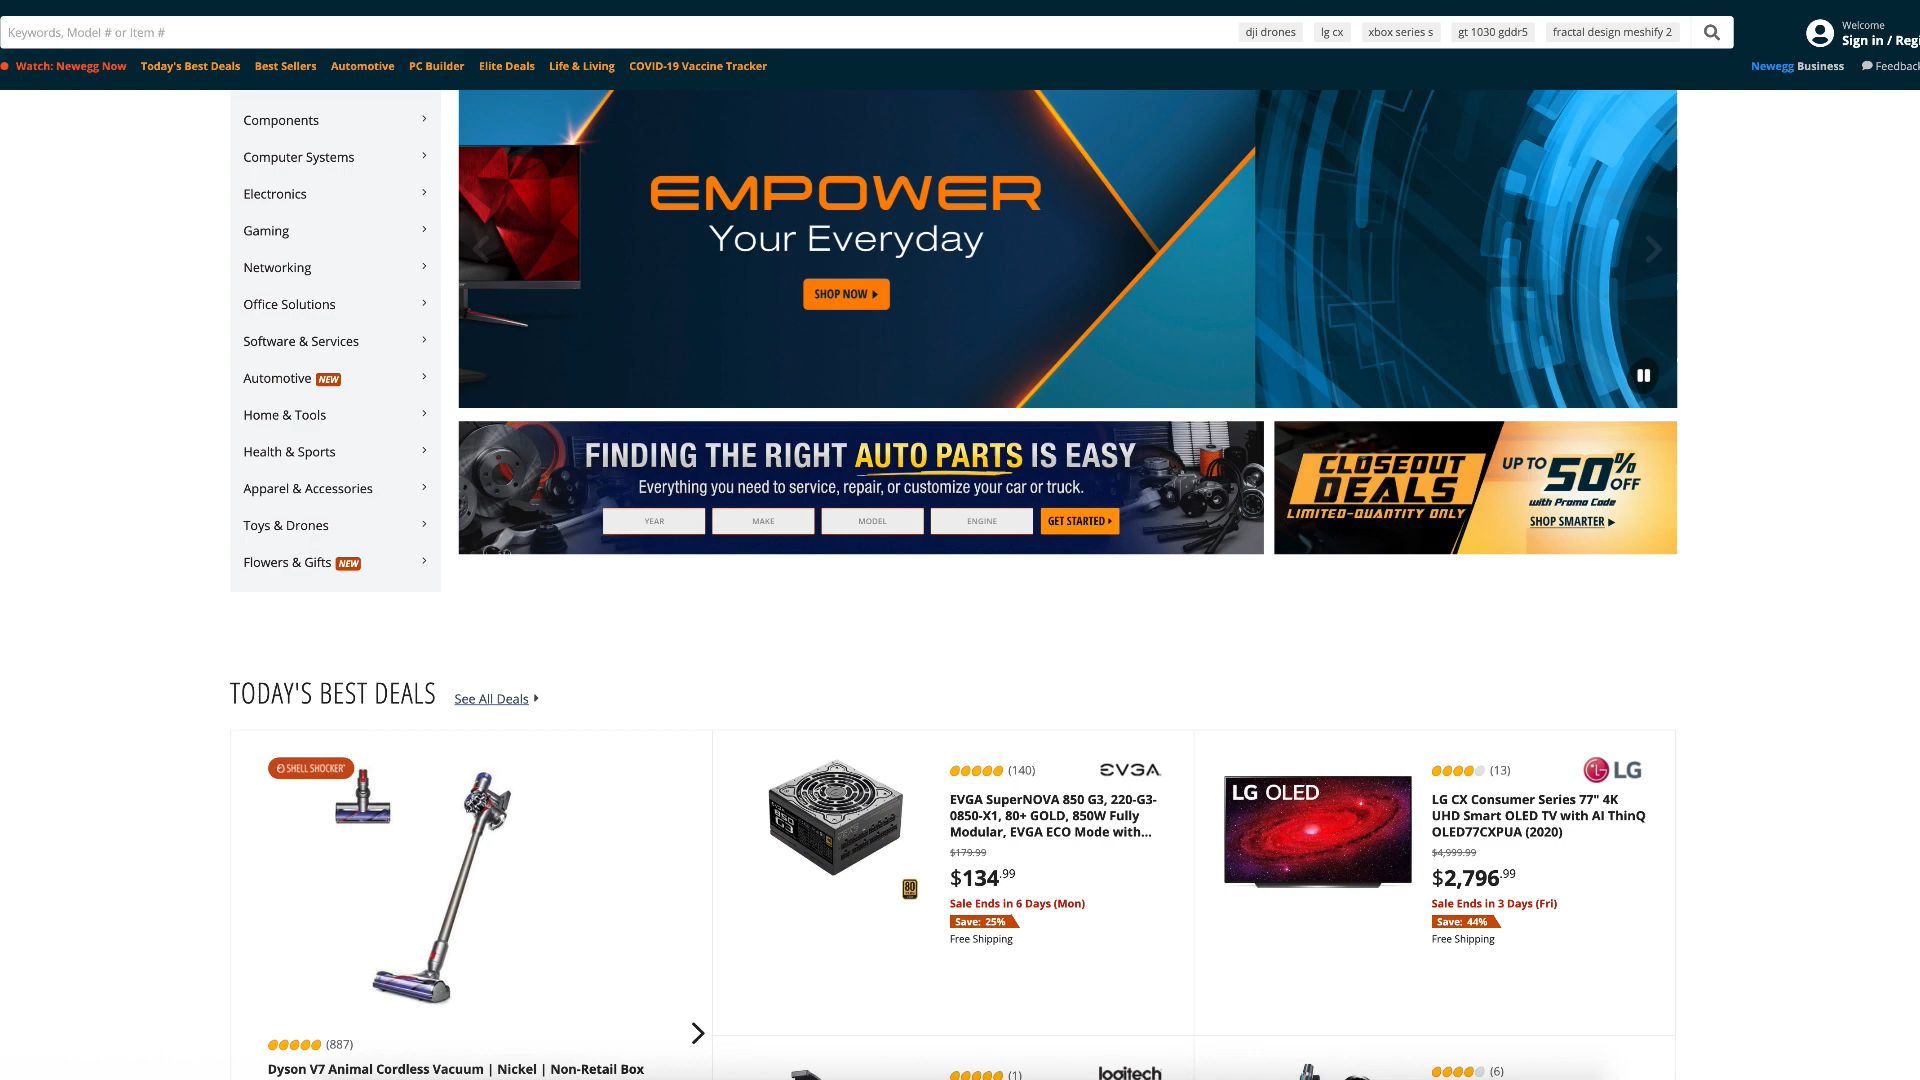 Keywords, Model # or Item #
dji drones
lg cx
xbox series s
gt 1030 gddr5
fractal design meshify 2
Welcome
Sign in / Regi
Watch: Newegg Now
Today's Best Deals
Best Sellers
Automotive
PC Builder
Elite Deals
Life & Living
COVID-19 Vaccine Tracker
Newegg Business
Feedback
Components
Computer Systems
Electronics
Gaming
Networking
Office Solutions
Software & Services
Automotive NEW
Home & Tools
Health & Sports
Apparel & Accessories
Toys & Drones
Flowers & Gifts NEW
EMPOWER
Your Everyday
SHOP NOW
FINDING THE RIGHT AUTO PARTS IS EASY
Everything you need to service, repair, or customize your car or truck.
YEAR
MAKE
MODEL
ENGINE
GET STARTED
CLOSEOUT
DEALS
LIMITED-QUANTITY ONLY
UP TO 50% OFF
with Promo Code
SHOP SMARTER
TODAY'S BEST DEALS
See All Deals
SHELL SHOCKER
(887)
Dyson V7 Animal Cordless Vacuum | Nickel | Non-Retail Box
850
G3
80
(140)
EVGA
EVGA SuperNOVA 850 G3, 220-G3-
0850-X1, 80+ GOLD, 850W Fully
Modular, EVGA ECO Mode with...
$179.99
$134.99
Sale Ends in 6 Days (Mon)
Save: 25%
Free Shipping
LG OLED
(13)
LG
LG CX Consumer Series 77" 4K
UHD Smart OLED TV with AI ThinQ
OLED77CXPUA (2020)
$4,999.99
$2,796.99
Sale Ends in 3 Days (Fri)
Save: 44%
Free Shipping
(1)
logitech
(6)